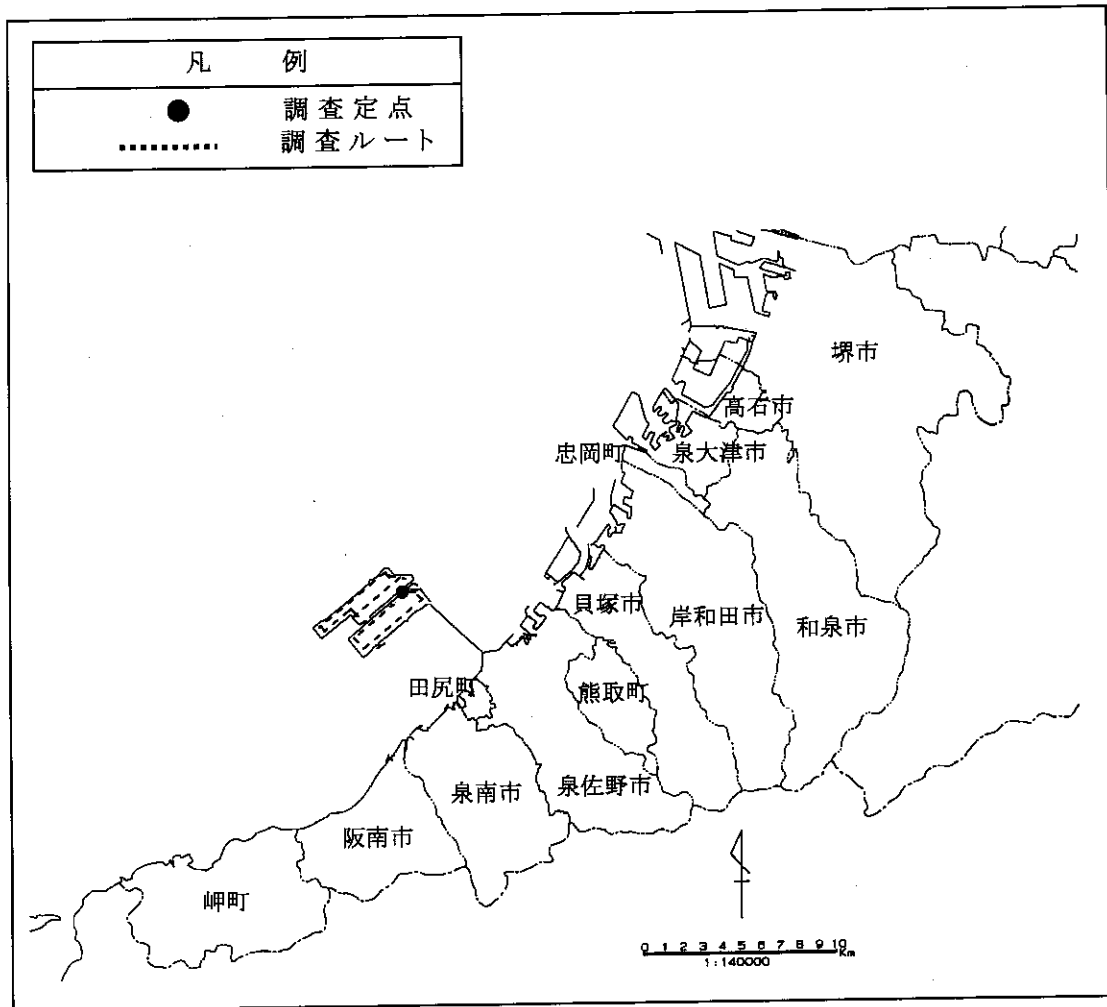 凡 例
調査定点
調査ルート
堺市
高石市
泉大津市
忠岡町
貝塚市
岸和田市
和泉市
熊取町
田尻町
泉南市
泉佐野市
阪南市
岬町
0 1 2 3 4 5 6 7 8 9 10
Km
1:140000